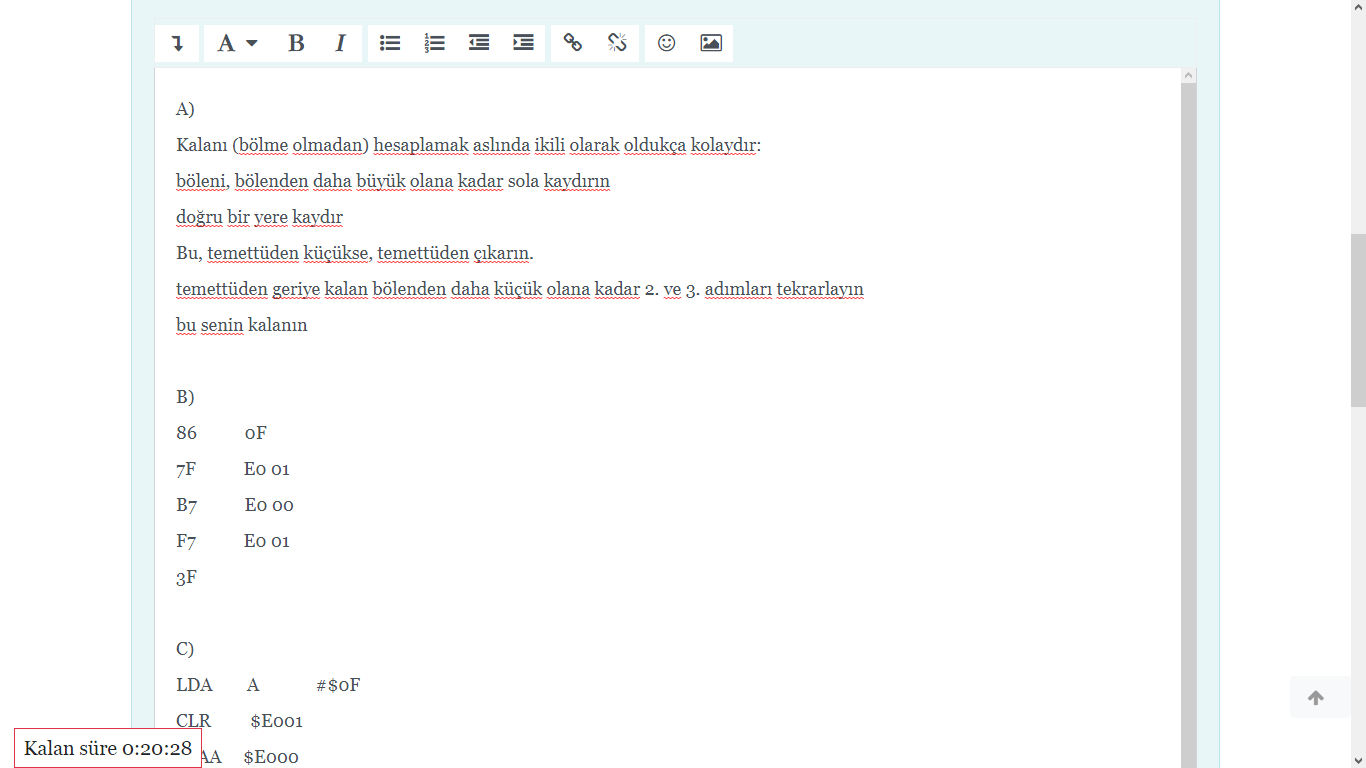 A)
Kalanı (bölme olmadan) hesaplamak aslında ikili olarak oldukça kolaydır:
böleni, bölenden daha büyük olana kadar sola kaydırın
doğru bir yere kaydır
Bu, temettüden küçükse, temettüden çıkarın.
temettüden geriye kalan bölenden daha küçük olana kadar 2. ve 3. adımları tekrarlayın
bu senin kalanın
B)
86 0F
7F E0 01
B7 E0 00
F7 E0 01
3F
C)
LDA A #$0F
CLR $E001
AA $E000
Kalan süre 0:20:28